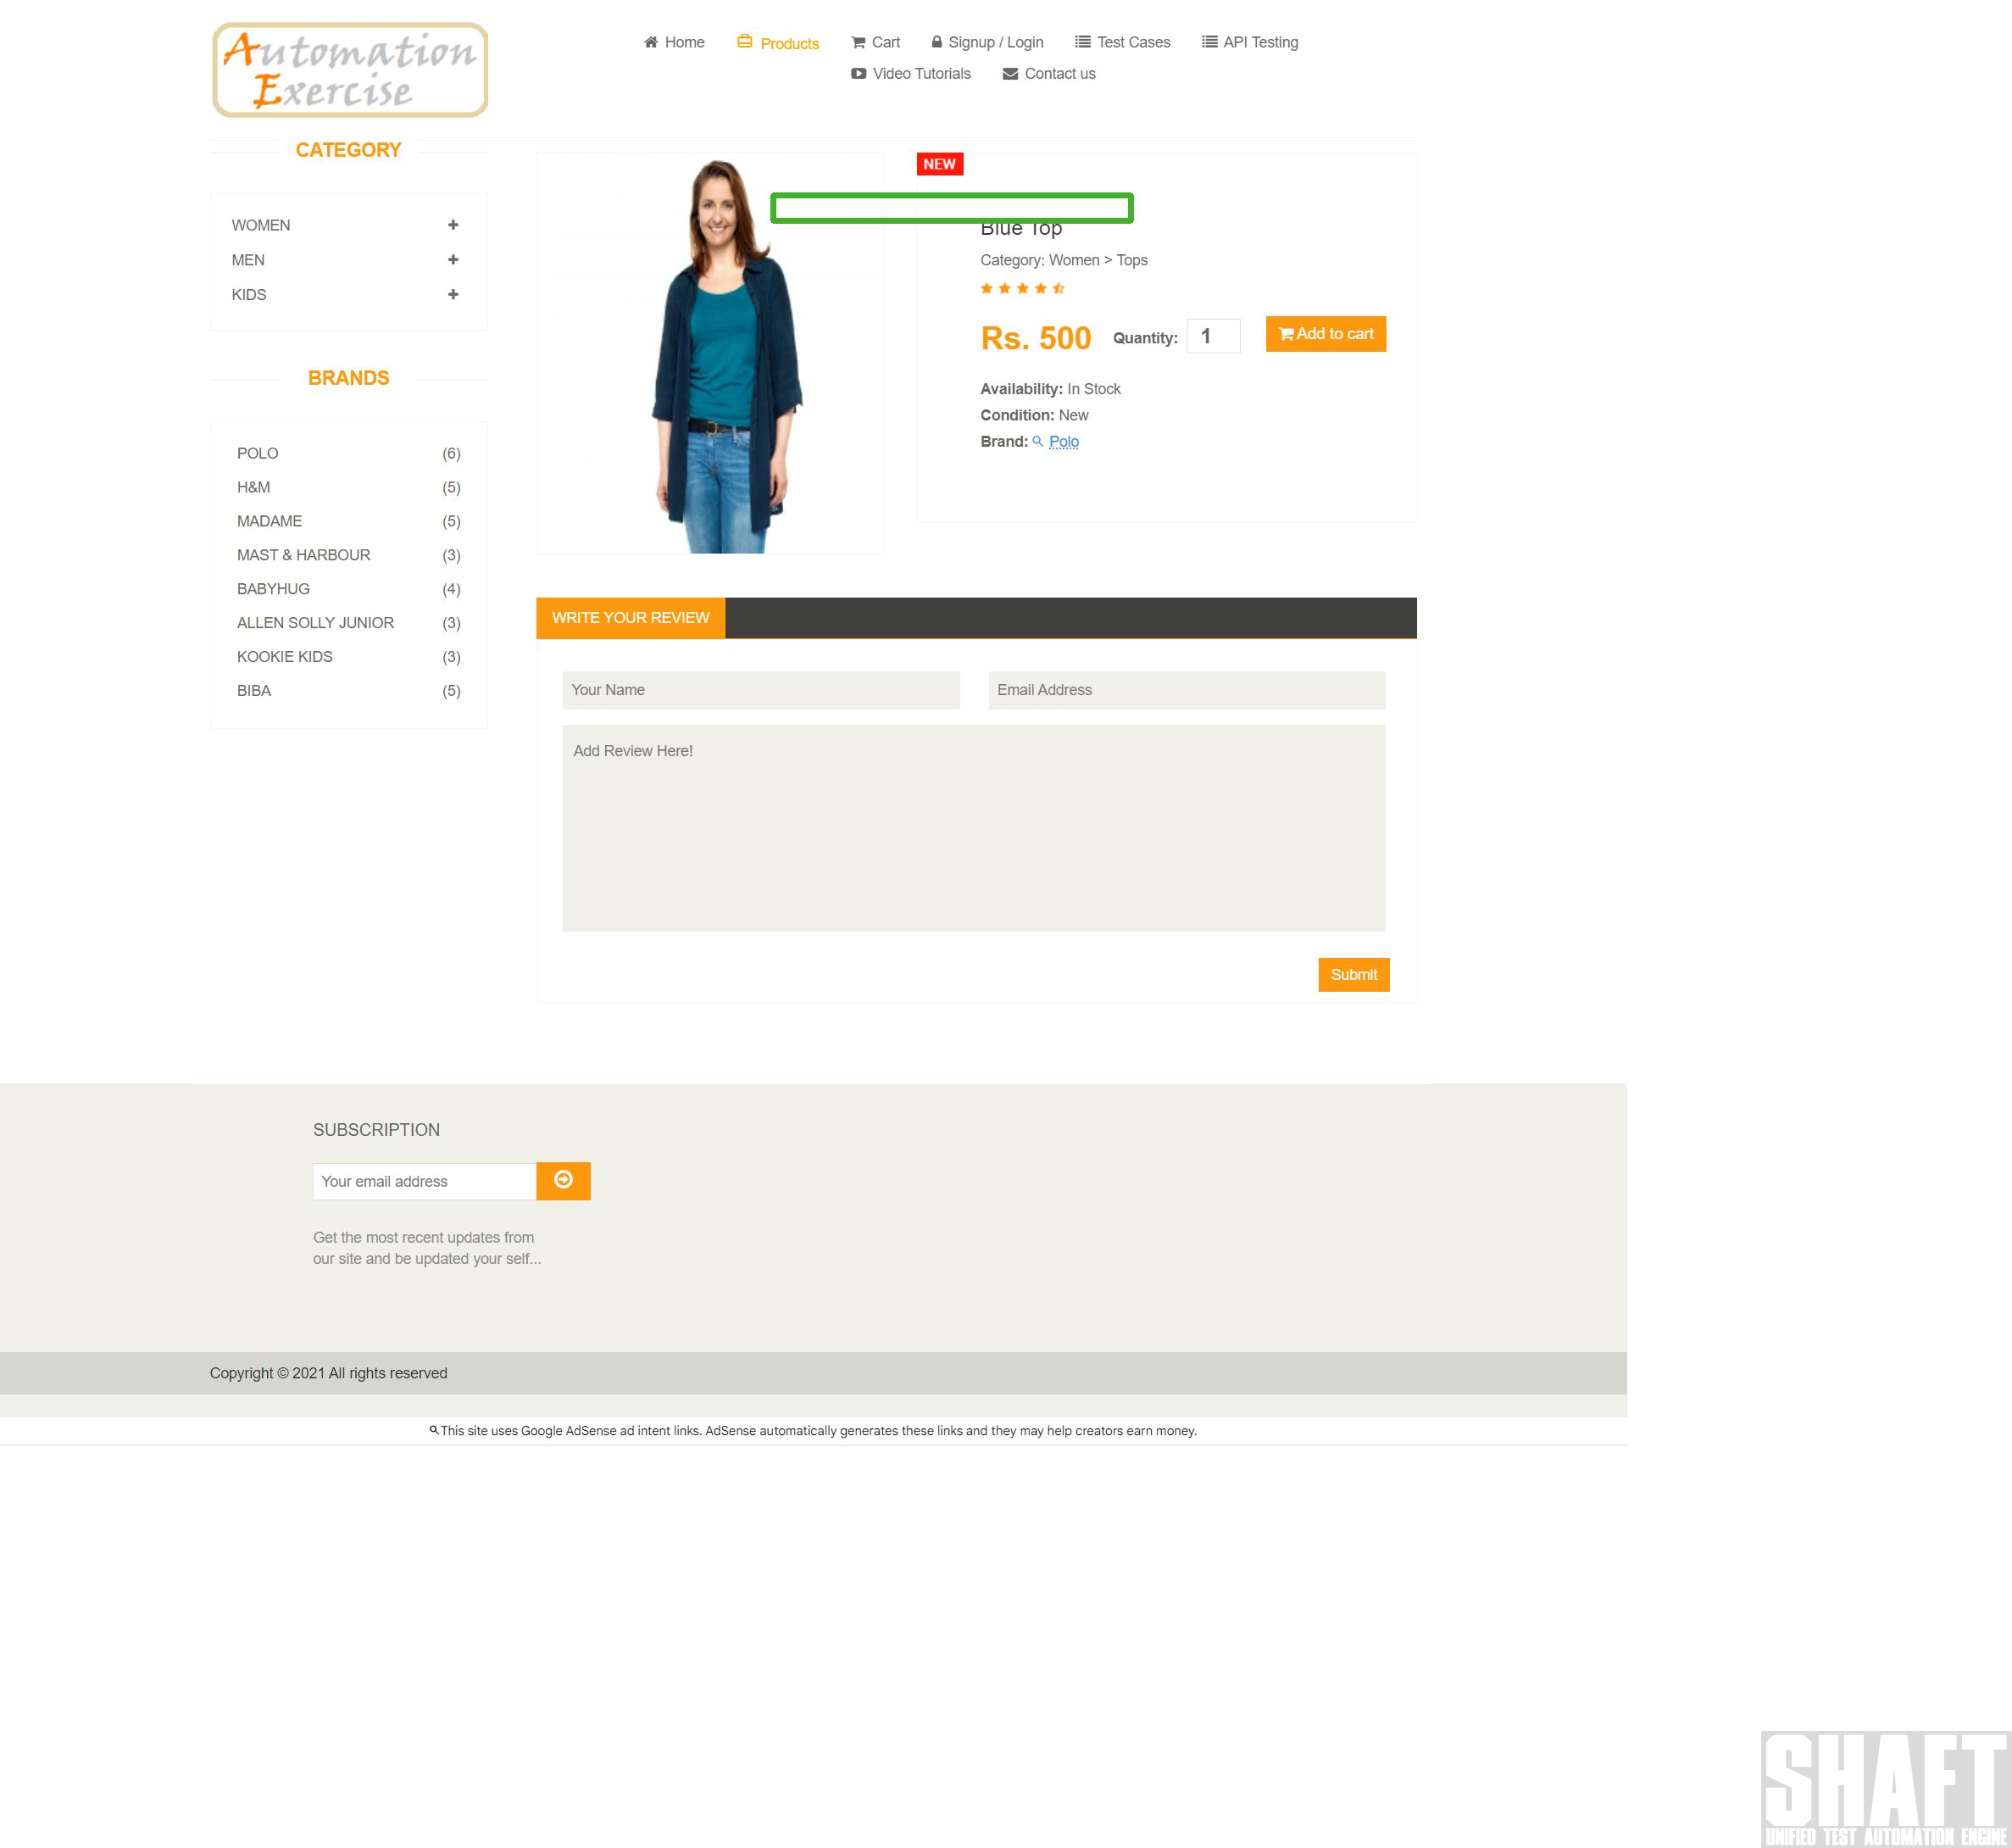 Automation
Exercise
Home
Products
Cart
Signup / Login
Test Cases
API Testing
Video Tutorials
Contact us
CATEGORY
WOMEN
MEN
KIDS
BRANDS
POLO (6)
H&M (5)
MADAME (5)
MAST & HARBOUR (3)
BABYHUG (4)
ALLEN SOLLY JUNIOR (3)
KOOKIE KIDS (3)
BIBA (5)
NEW
Blue Top
Category: Women > Tops
Rs. 500 Quantity: 1 Add to cart
Availability: In Stock
Condition: New
Brand: Polo
WRITE YOUR REVIEW
Your Name
Email Address
Add Review Here!
Submit
SUBSCRIPTION
Your email address
Get the most recent updates from
our site and be updated your self...
Copyright © 2021 All rights reserved
This site uses Google AdSense ad intent links. AdSense automatically generates these links and they may help creators earn money.
SHAFT
UNIFIED TEST AUTOMATION ENGINE